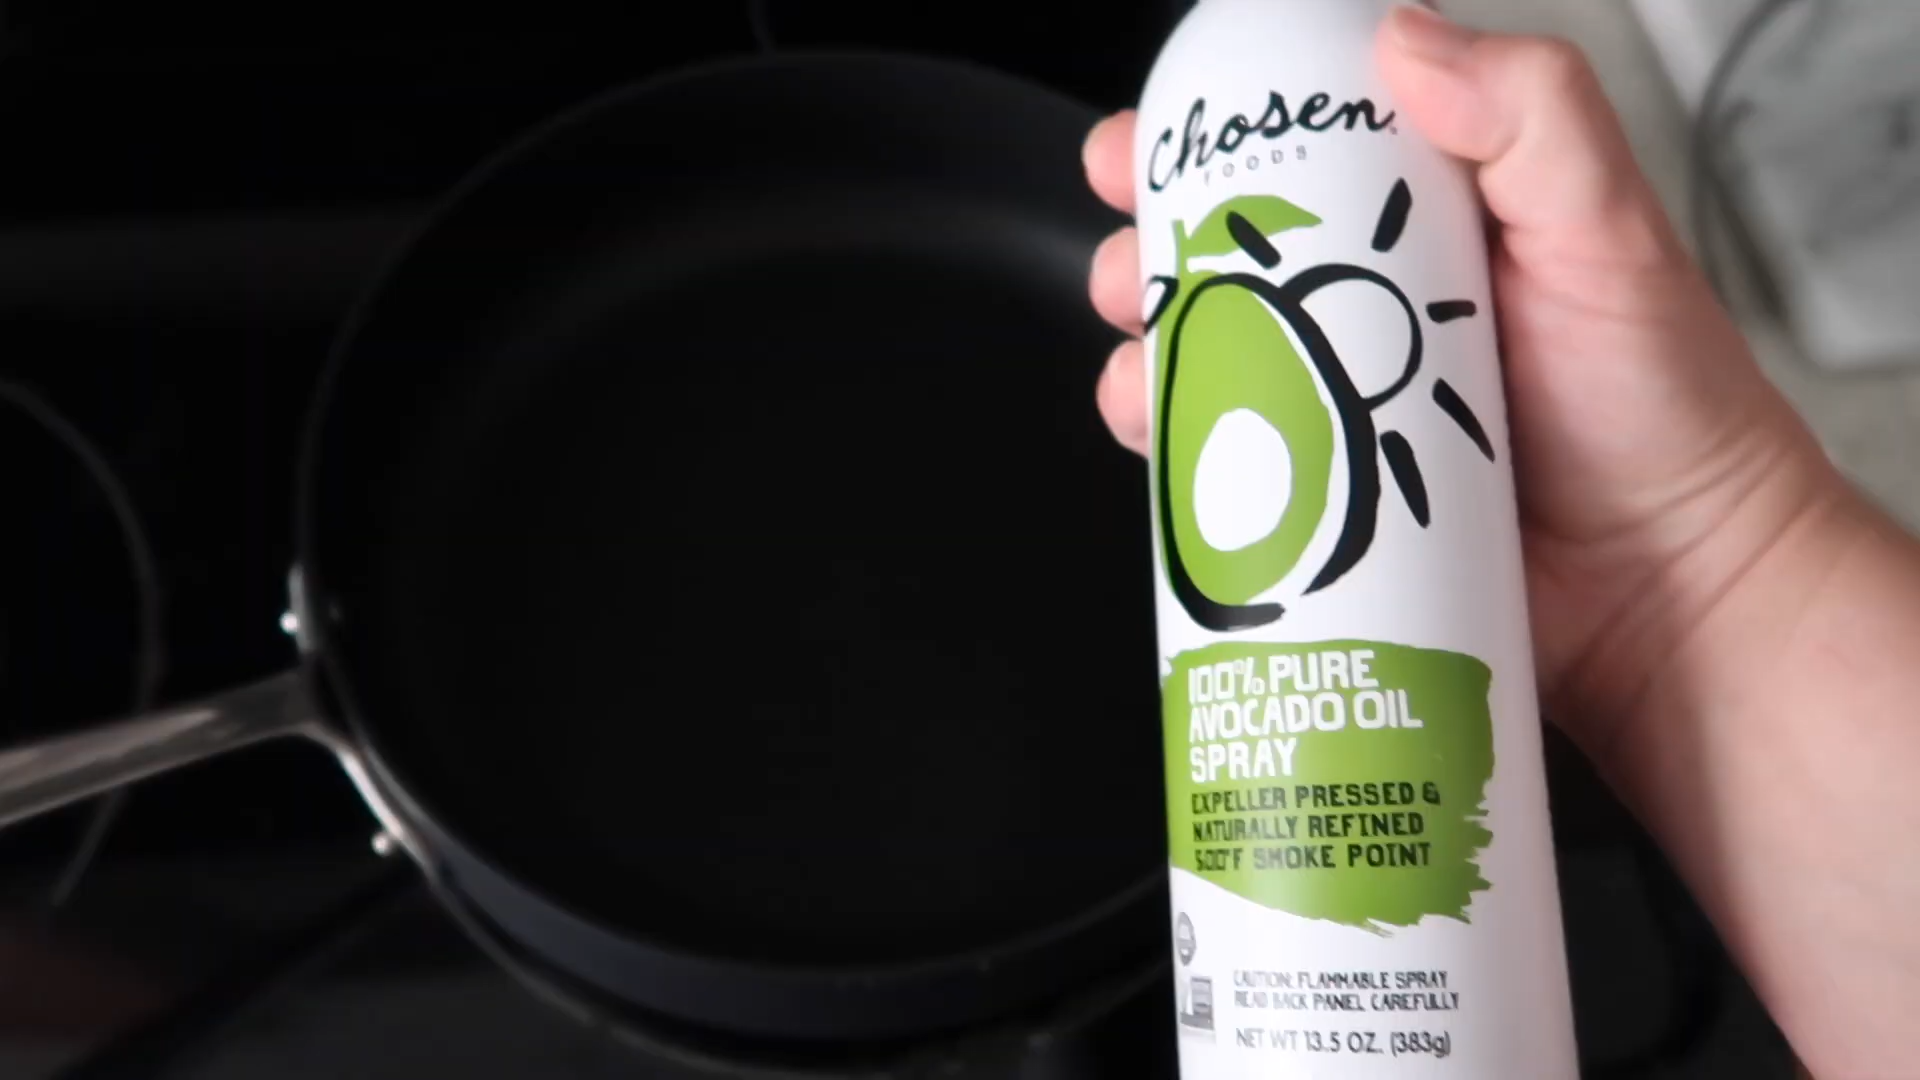 Chosen
FOODS
100% PURE
AVOCADO OIL
SPRAY
EXPELLER PRESSED &
NATURALLY REFINED
500°F SMOKE POINT
CAUTION: FLAMMABLE SPRAY
READ BACK PANEL CAREFULLY
NET WT 13.5 OZ. (383g)